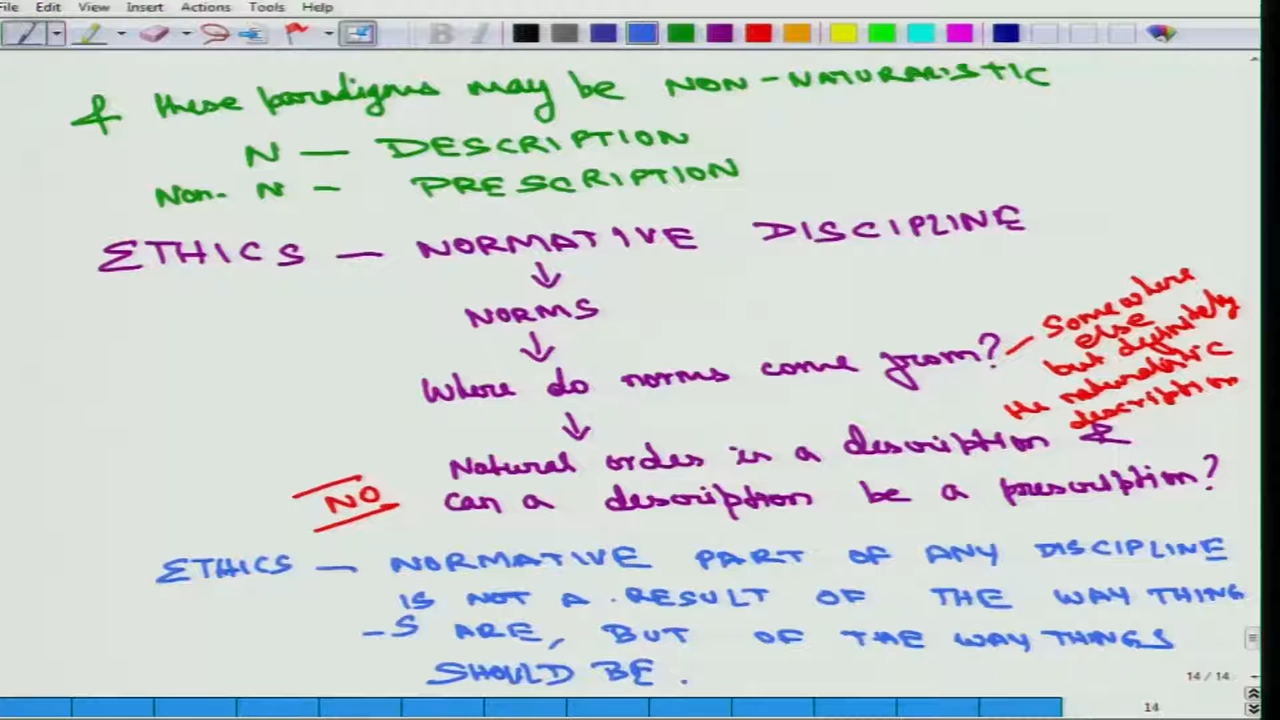 File Edit View Insert Actions Tools Help
& these paradigms may be NON-NATURALISTIC
N — DESCRIPTION
Non- N — PRESCRIPTION
ETHICS — NORMATIVE DISCIPLINE
↓
NORMS
↓
Where do norms come from? — Somewhere
else
but definitely
the naturalistic
description
↓
Natural order is a description &
NO can a description be a prescription?
ETHICS — NORMATIVE PART OF ANY DISCIPLINE
IS NOT A RESULT OF THE WAY THING
-S ARE, BUT OF THE WAY THINGS
SHOULD BE.
14 / 14
14